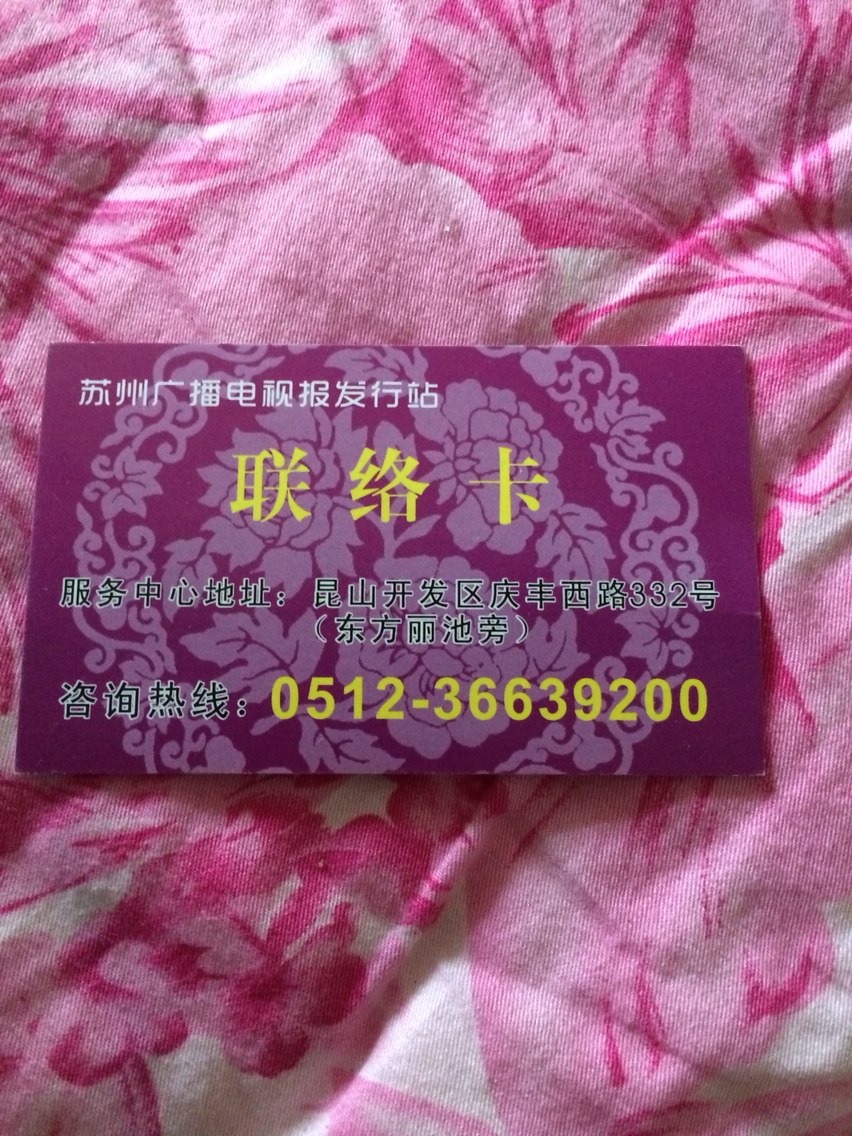 苏州广播电视报发行站
联络卡
服务中心地址：昆山开发区庆丰西路332号
（东方丽池旁）
咨询热线：0512-36639200